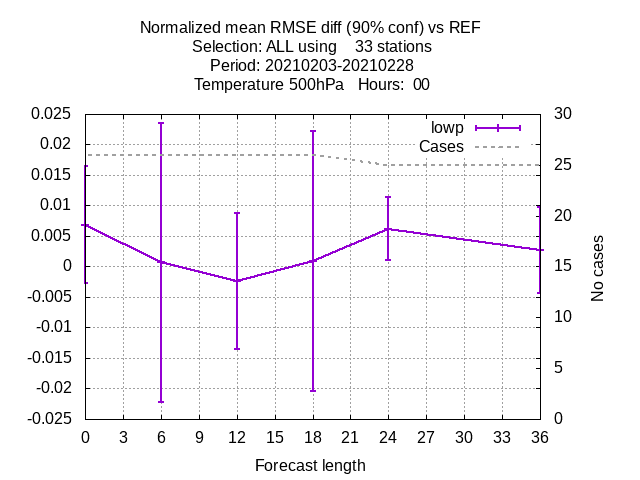 Normalized mean RMSE diff (90% conf) vs REF
Selection: ALL using    33 stations
Period: 20210203-20210228
Temperature 500hPa   Hours:  00
0.025
0.02
0.015
0.01
0.005
0
-0.005
-0.01
-0.015
-0.02
-0.025
lowp
Cases
30
25
20
15
10
5
0
No cases
0 3 6 9 12 15 18 21 24 27 30 33 36
Forecast length